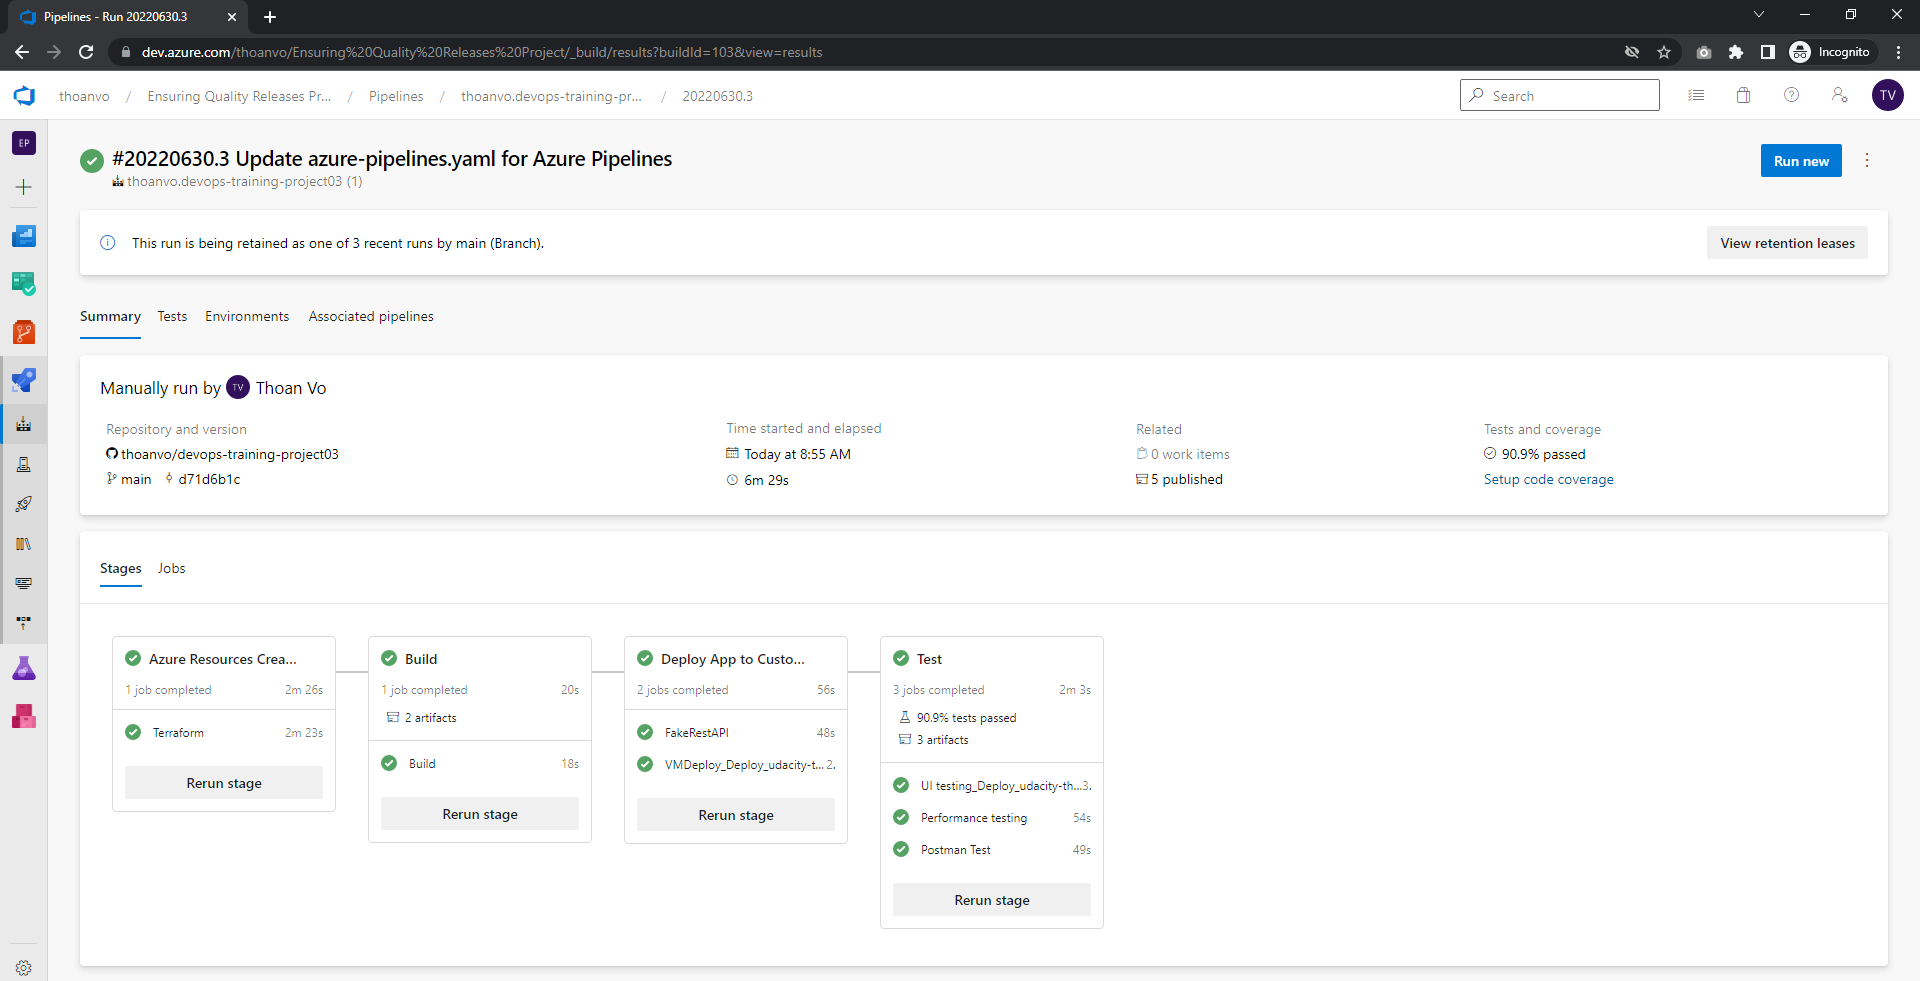 Pipelines - Run 20220630.3
dev.azure.com/thoanvo/Ensuring%20Quality%20Releases%20Project/_build/results?buildId=103&view=results
Incognito
thoanvo / Ensuring Quality Releases Pr... / Pipelines / thoanvo.devops-training-pr... / 20220630.3
Search
TV
EP
#20220630.3 Update azure-pipelines.yaml for Azure Pipelines
thoanvo.devops-training-project03 (1)
Run new
This run is being retained as one of 3 recent runs by main (Branch).
View retention leases
Summary Tests Environments Associated pipelines
Manually run by TV Thoan Vo
Repository and version
thoanvo/devops-training-project03
main d71d6b1c
Time started and elapsed
Today at 8:55 AM
6m 29s
Related
0 work items
5 published
Tests and coverage
90.9% passed
Setup code coverage
Stages Jobs
Azure Resources Crea...
1 job completed 2m 26s
Terraform 2m 23s
Rerun stage
Build
1 job completed 20s
2 artifacts
Build 18s
Rerun stage
Deploy App to Custo...
2 jobs completed 56s
FakeRestAPI 48s
VMDeploy_Deploy_udacity-t... 2.
Rerun stage
Test
3 jobs completed 2m 3s
90.9% tests passed
3 artifacts
UI testing_Deploy_udacity-th...3.
Performance testing 54s
Postman Test 49s
Rerun stage